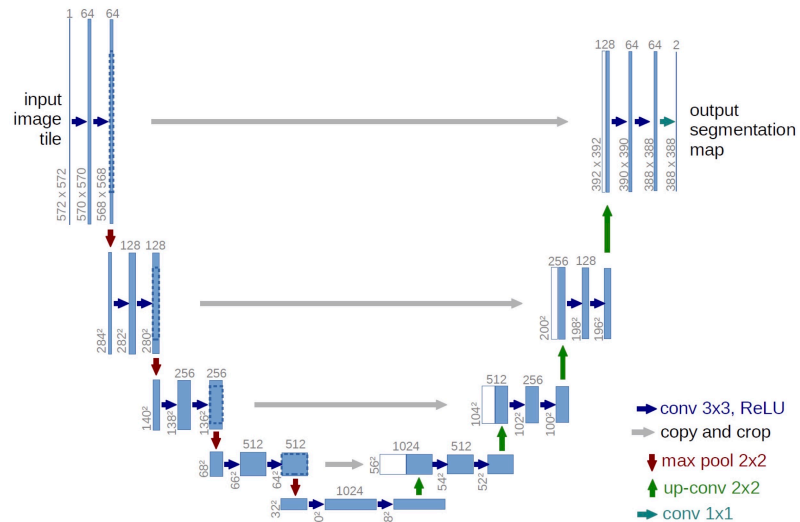 1 64 64
128 64 64 2
input
image
tile
output
segmentation
map
572 x 572
570 x 570
568 x 568
392 x 392
390 x 390
388 x 388
388 x 388
128 128
256 128
284²
282²
280²
200²
198²
196²
256 256
512 256
140²
138²
136²
104²
102²
100²
512 512
1024 512
68²
66²
64²
56²
54²
52²
1024
32²
conv 3x3, ReLU
copy and crop
max pool 2x2
up-conv 2x2
conv 1x1